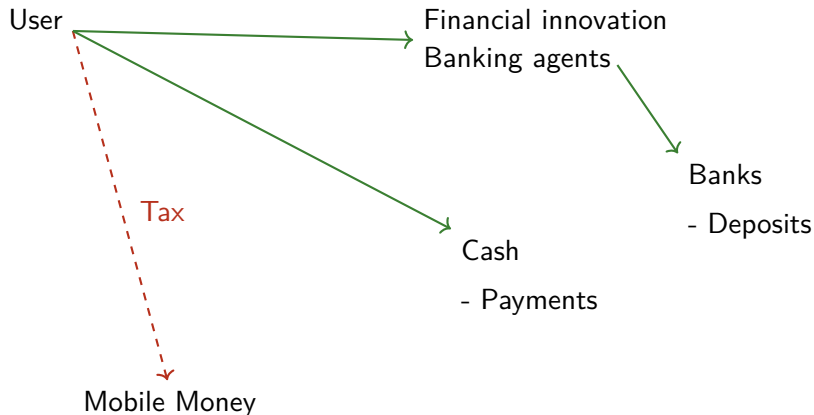 User
Financial innovation
Banking agents
Banks
- Deposits
Tax
Cash
- Payments
Mobile Money